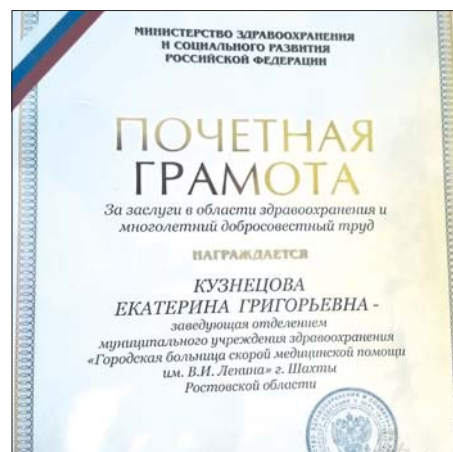 МИНИСТЕРСТВО ЗДРАВООХРАНЕНИЯ
И СОЦИАЛЬНОГО РАЗВИТИЯ
РОССИЙСКОЙ ФЕДЕРАЦИИ
ПОЧЕТНАЯ
ГРАМОТА
За заслуги в области здравоохранения и
многолетний добросовестный труд
НАГРАЖДАЕТСЯ
КУЗНЕЦОВА
ЕКАТЕРИНА ГРИГОРЬЕВНА -
заведующая отделением
муниципального учреждения здравоохранения
«Городская больница скорой медицинской помощи
им. В.И. Ленина» г. Шахты
Ростовской области